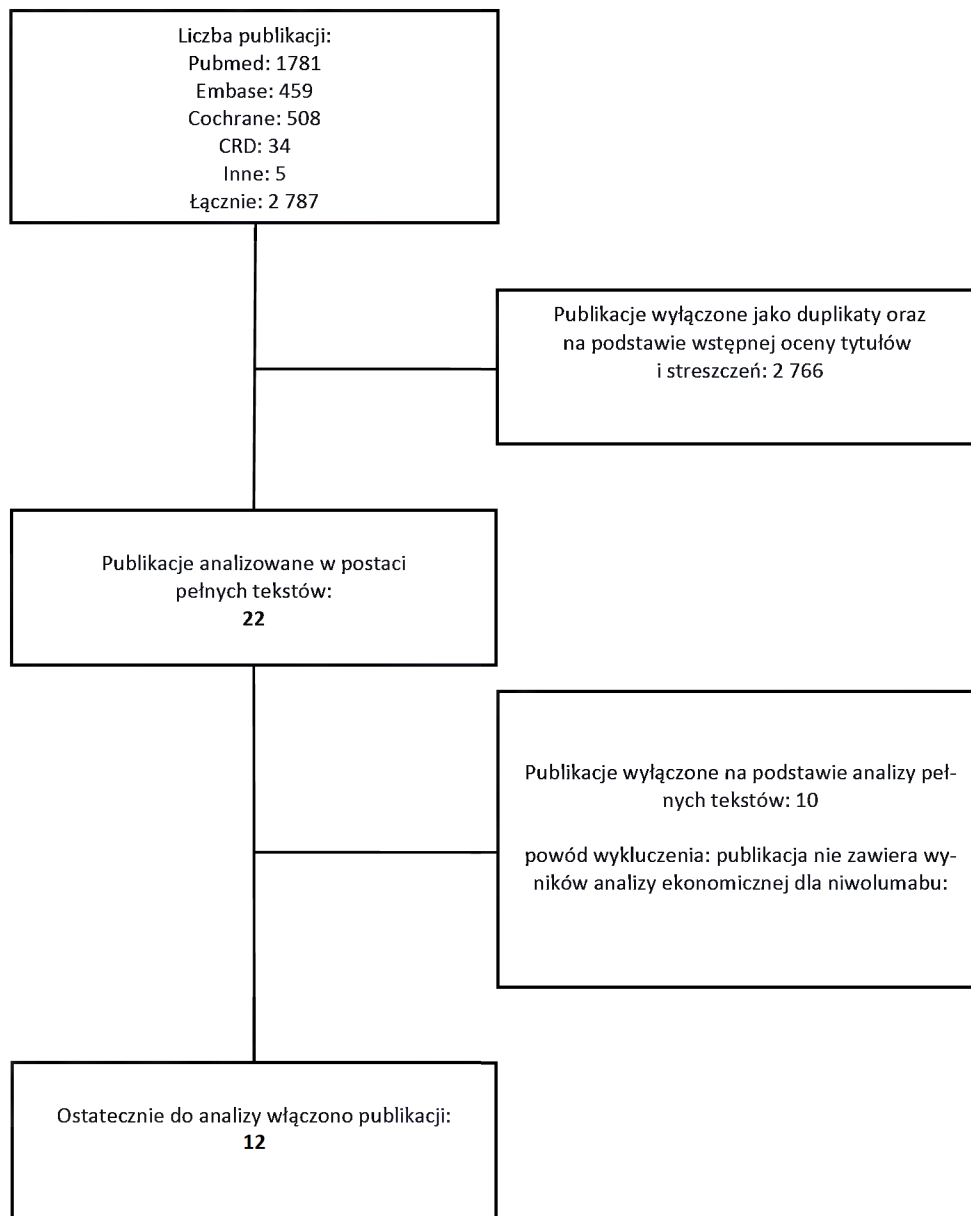 Liczba publikacji:
Pubmed: 1781
Embase: 459
Cochrane: 508
CRD: 34
Inne: 5
Łącznie: 2 787
Publikacje wyłączone jako duplikaty oraz
na podstawie wstępnej oceny tytułów
i streszczeń: 2 766
Publikacje analizowane w postaci
pełnych tekstów:
22
Publikacje wyłączone na podstawie analizy peł-
nych tekstów: 10
powód wykluczenia: publikacja nie zawiera wy-
ników analizy ekonomicznej dla niwolumabu:
Ostatecznie do analizy włączono publikacji:
12